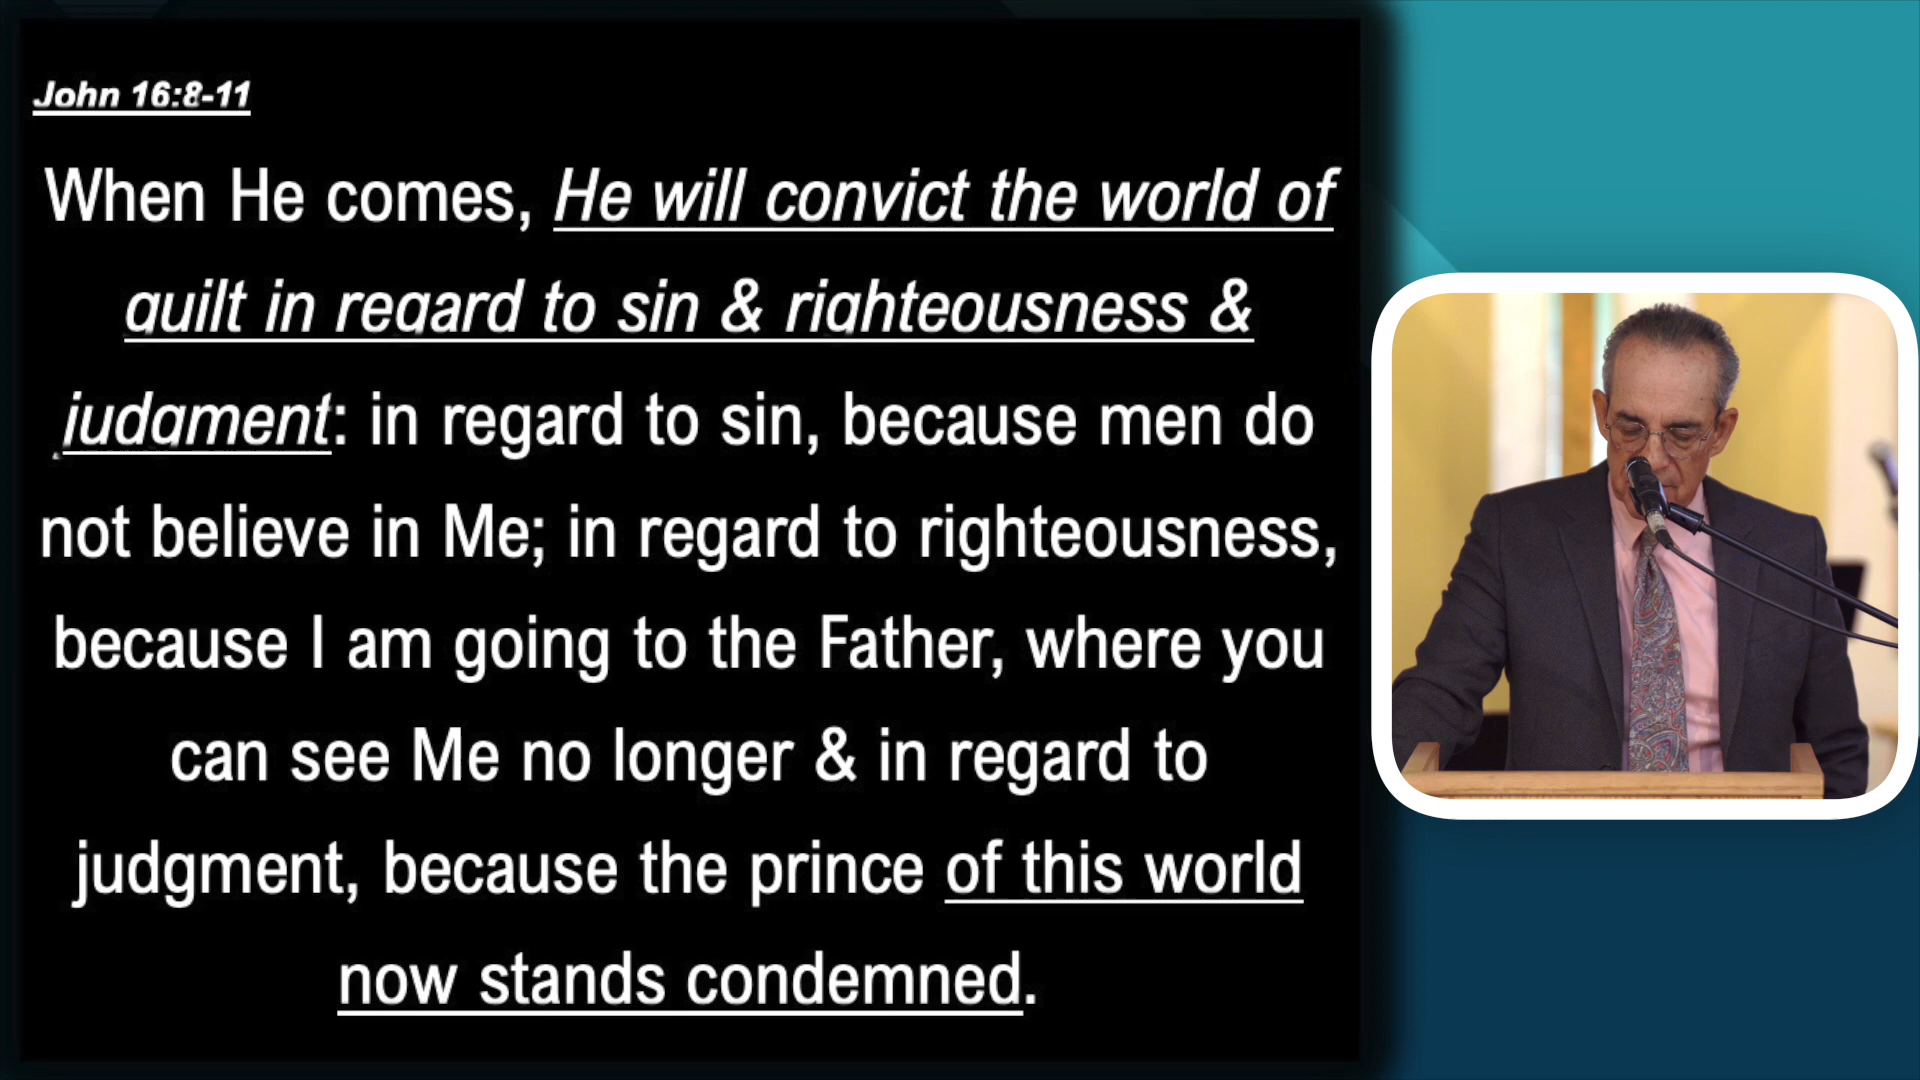 John 16:8-11
When He comes, He will convict the world of
guilt in regard to sin & righteousness &
judgment: in regard to sin, because men do
not believe in Me; in regard to righteousness,
because I am going to the Father, where you
can see Me no longer & in regard to
judgment, because the prince of this world
now stands condemned.